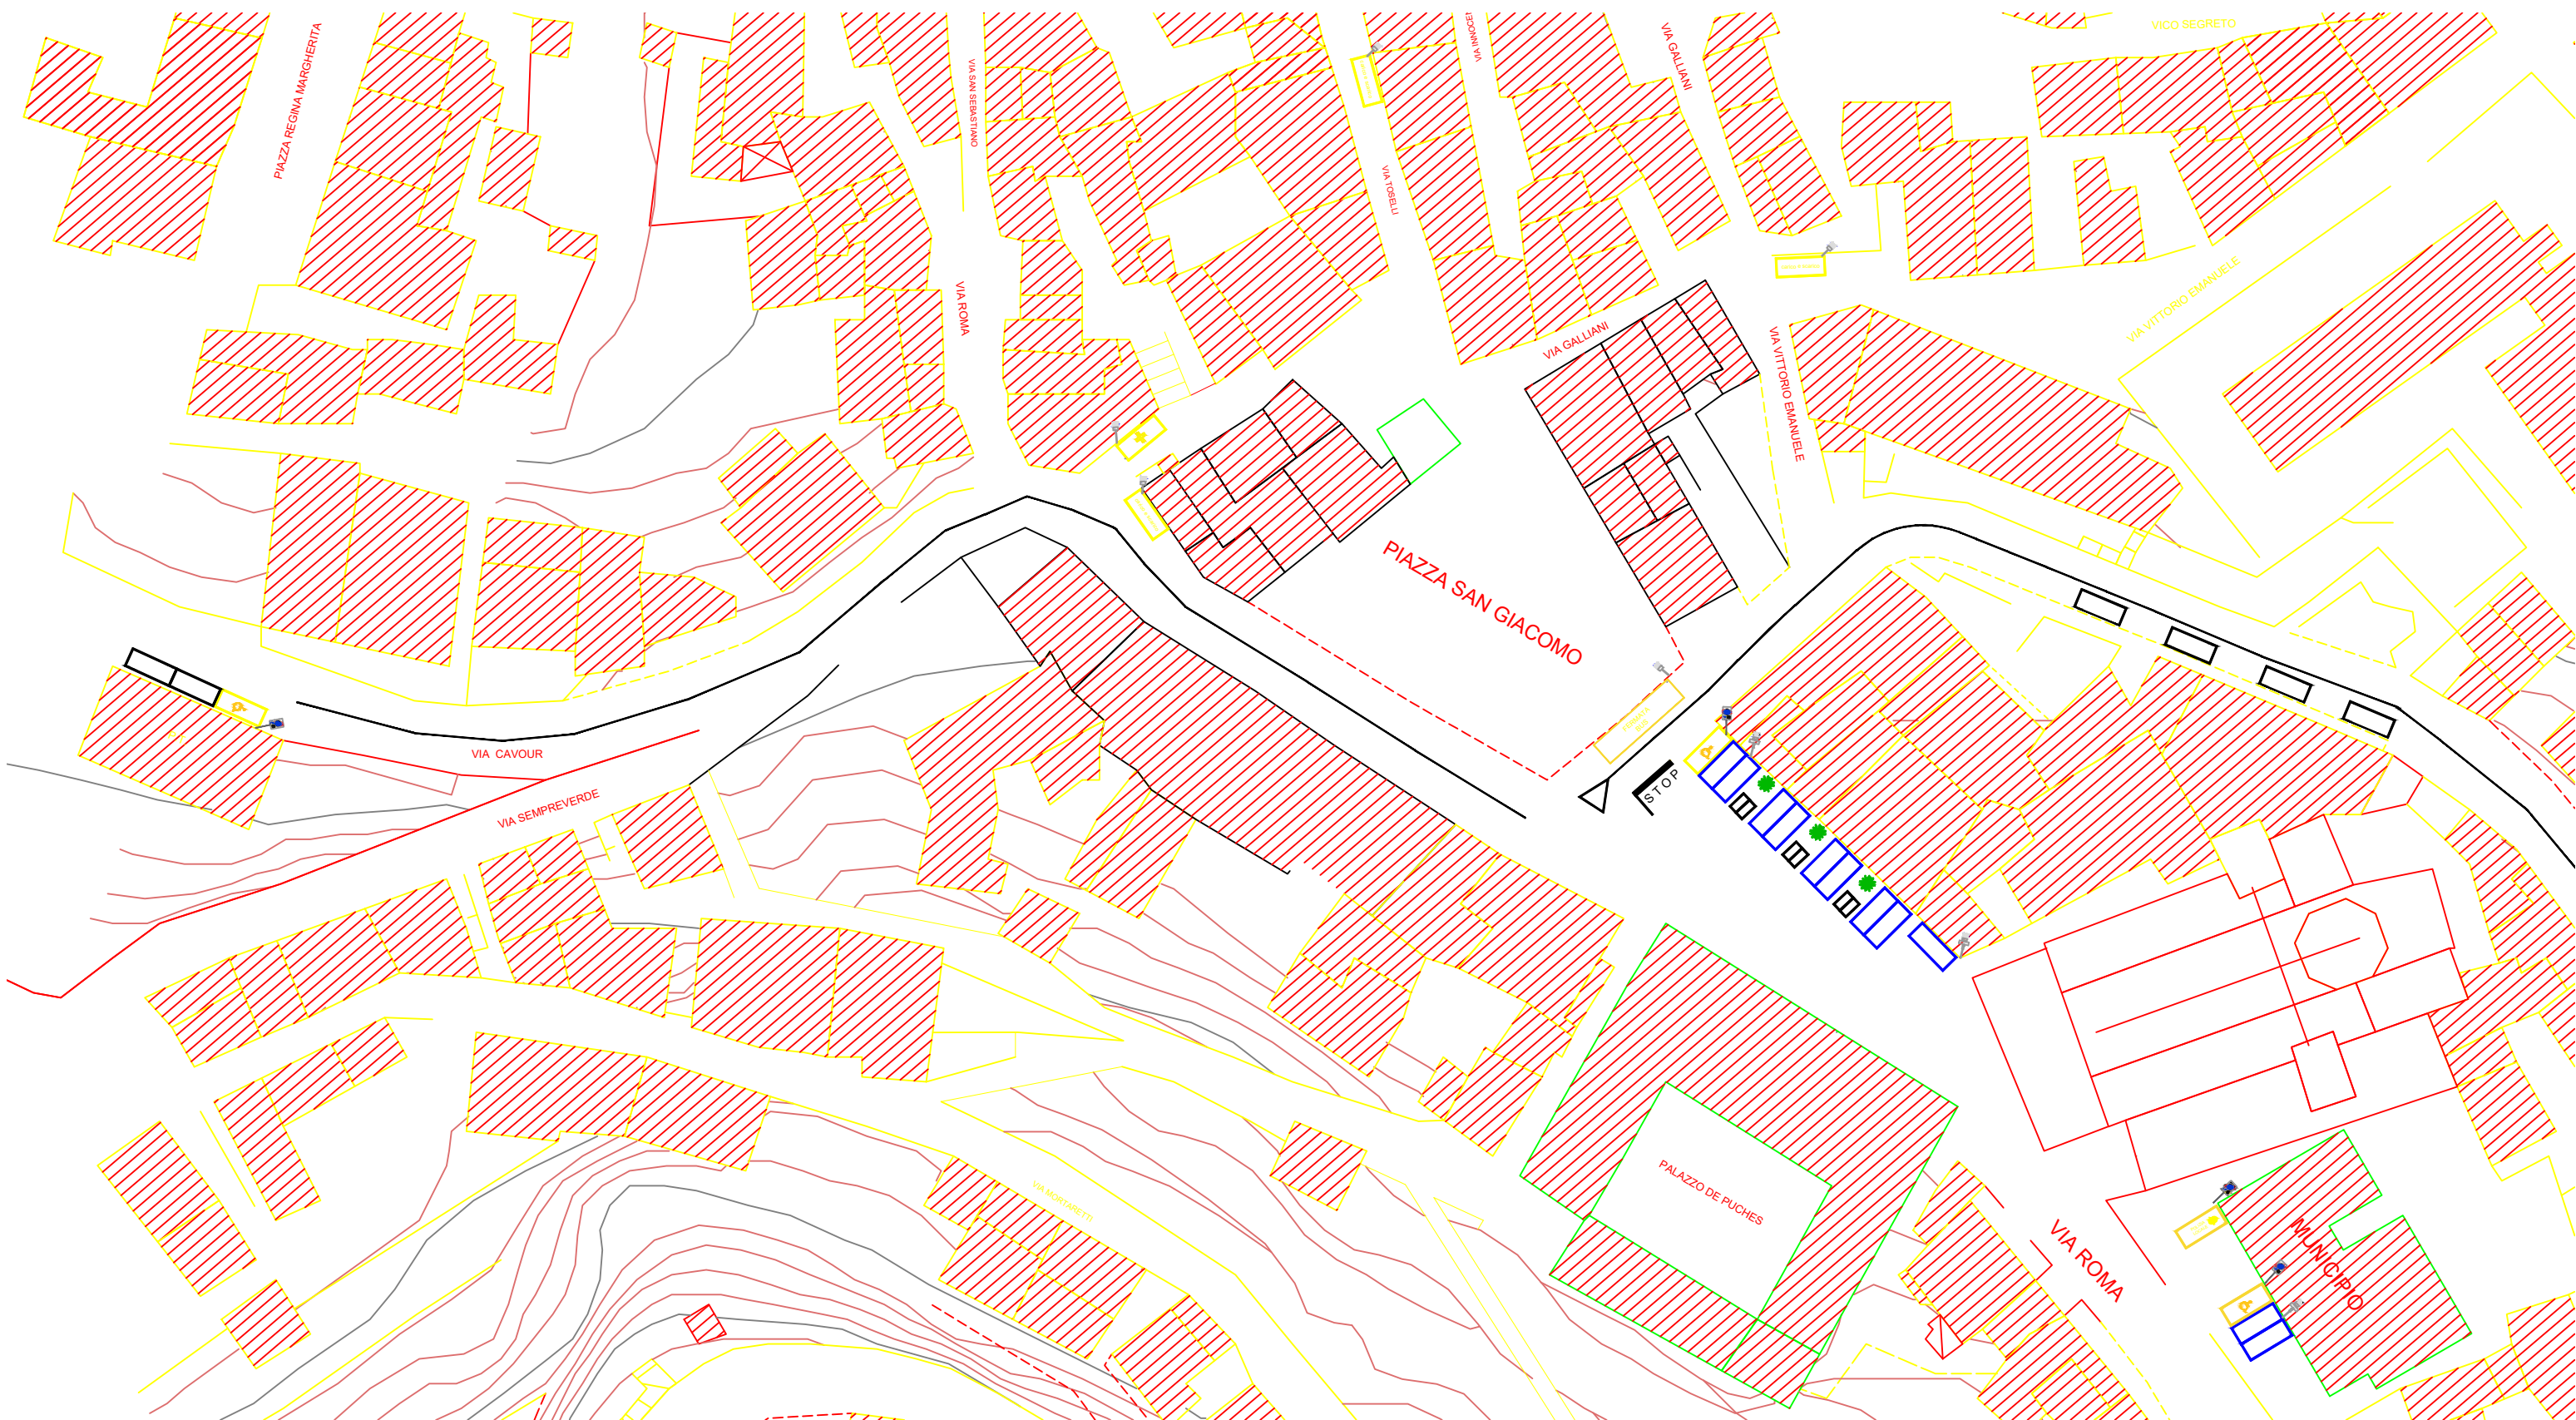 VICO SEGRETO
PIAZZA REGINA MARGHERITA
VIA SAN SEBASTIANO
VIA GALLIANI
VIA TOSELLI
VIA ROMA
VIA VITTORIO EMANUELE
VIA GALLIANI
VIA VITTORIO EMANUELE
PIAZZA SAN GIACOMO
VIA CAVOUR
VIA SEMPREVERDE
STOP
PALAZZO DE PUCHES
VIA ROMA
MUNICIPIO